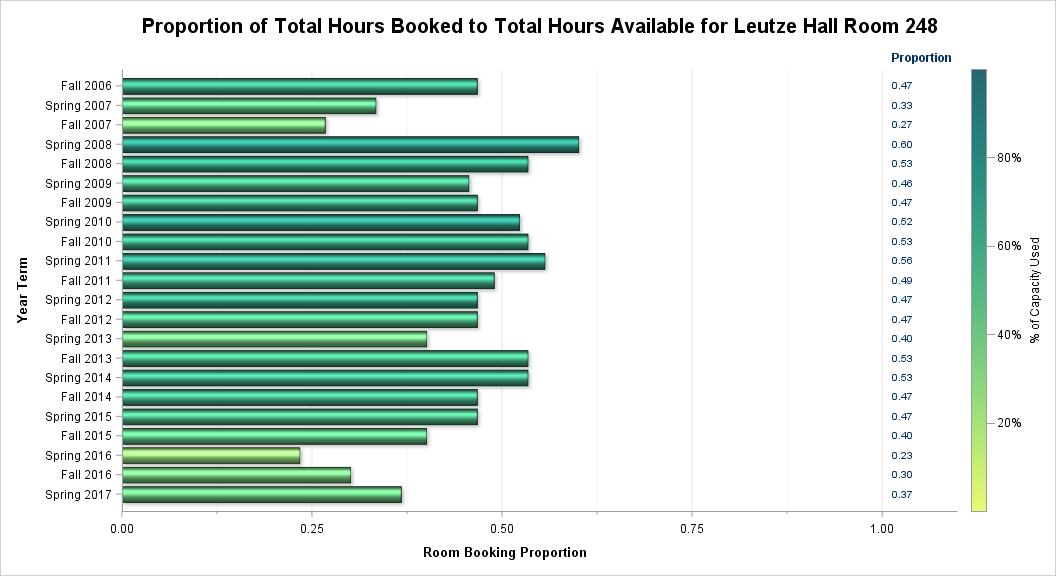 Proportion of Total Hours Booked to Total Hours Available for Leutze Hall Room 248
Proportion
Fall 2006 0.47
Spring 2007 0.33
Fall 2007 0.27
Spring 2008 0.60
Fall 2008 0.53
Spring 2009 0.46
Fall 2009 0.47
Spring 2010 0.52
Fall 2010 0.53
Spring 2011 0.56
Fall 2011 0.49
Spring 2012 0.47
Fall 2012 0.47
Spring 2013 0.40
Fall 2013 0.53
Spring 2014 0.53
Fall 2014 0.47
Spring 2015 0.47
Fall 2015 0.40
Spring 2016 0.23
Fall 2016 0.30
Spring 2017 0.37
Year Term
80%
60%
40%
20%
% of Capacity Used
0.00 0.25 0.50 0.75 1.00
Room Booking Proportion